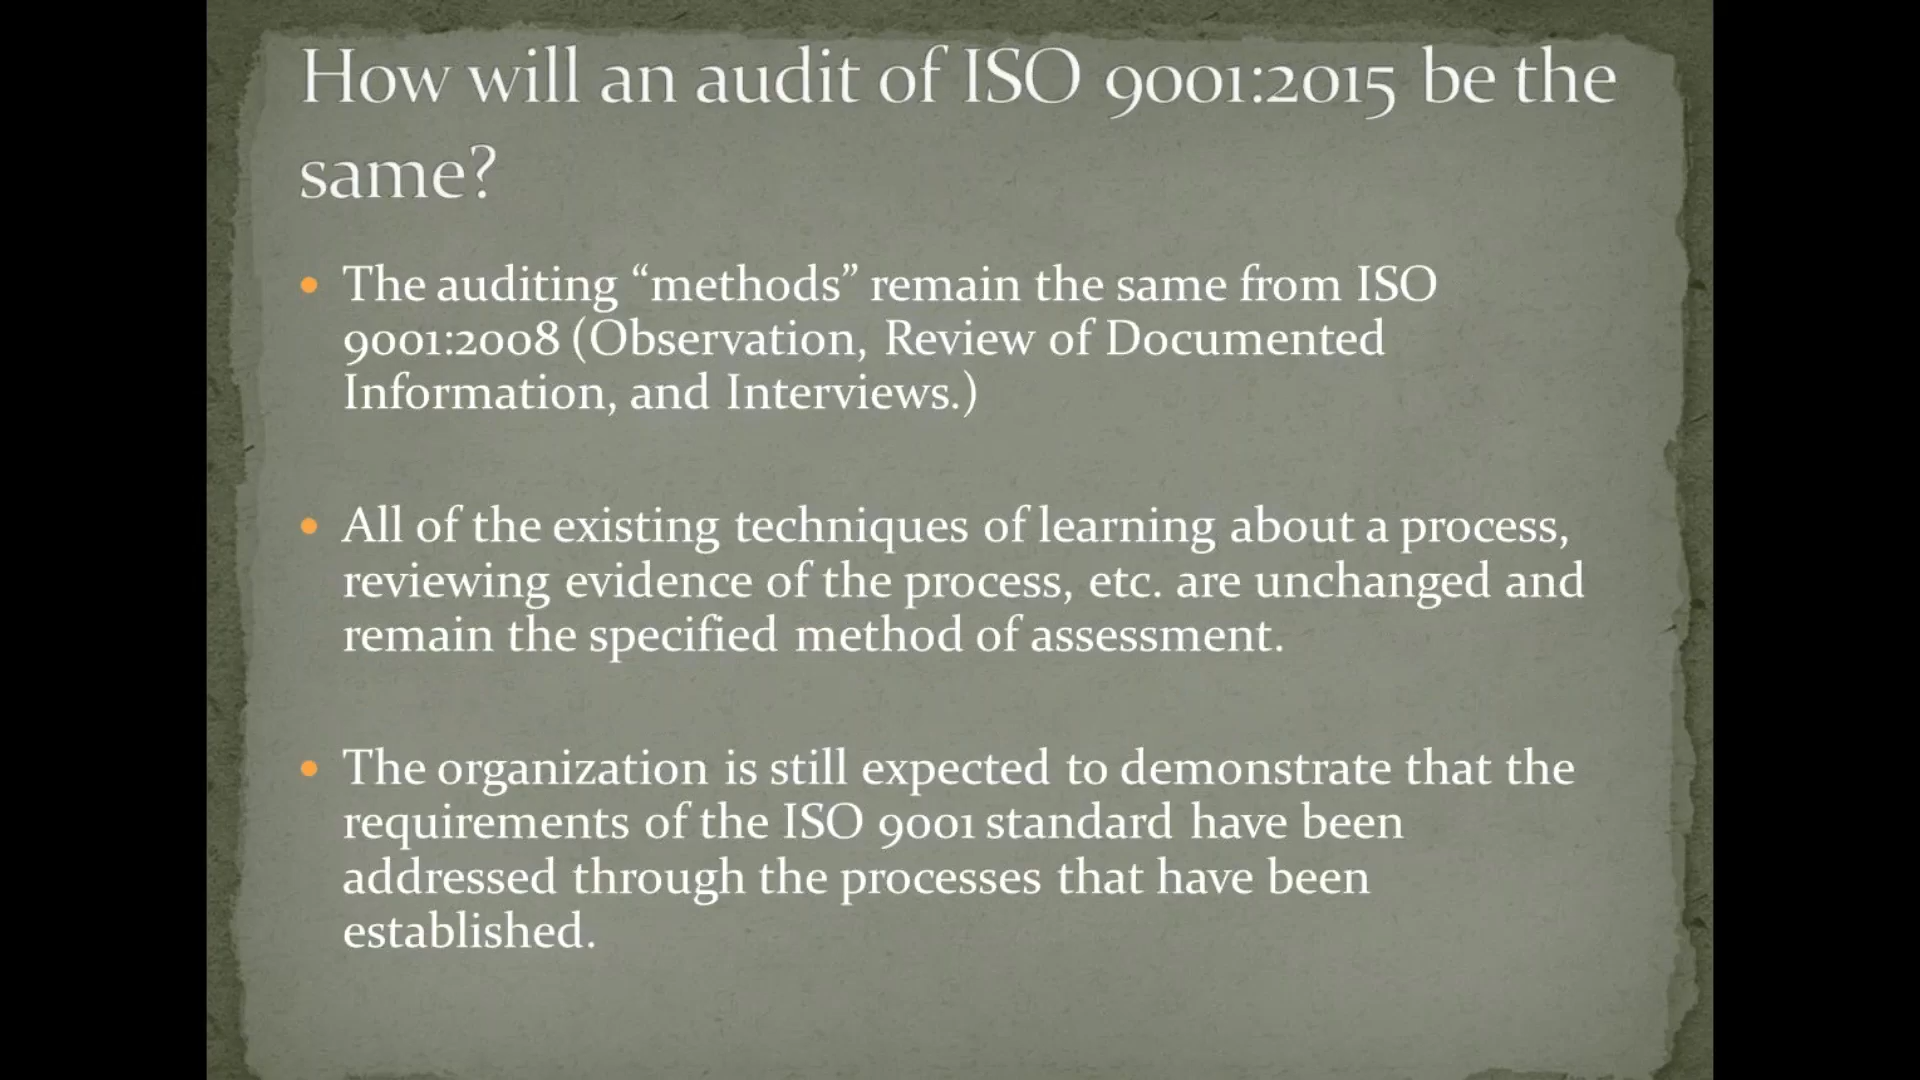 How will an audit of ISO 9001:2015 be the
same?
• The auditing “methods” remain the same from ISO
9001:2008 (Observation, Review of Documented
Information, and Interviews.)
• All of the existing techniques of learning about a process,
reviewing evidence of the process, etc. are unchanged and
remain the specified method of assessment.
• The organization is still expected to demonstrate that the
requirements of the ISO 9001 standard have been
addressed through the processes that have been
established.